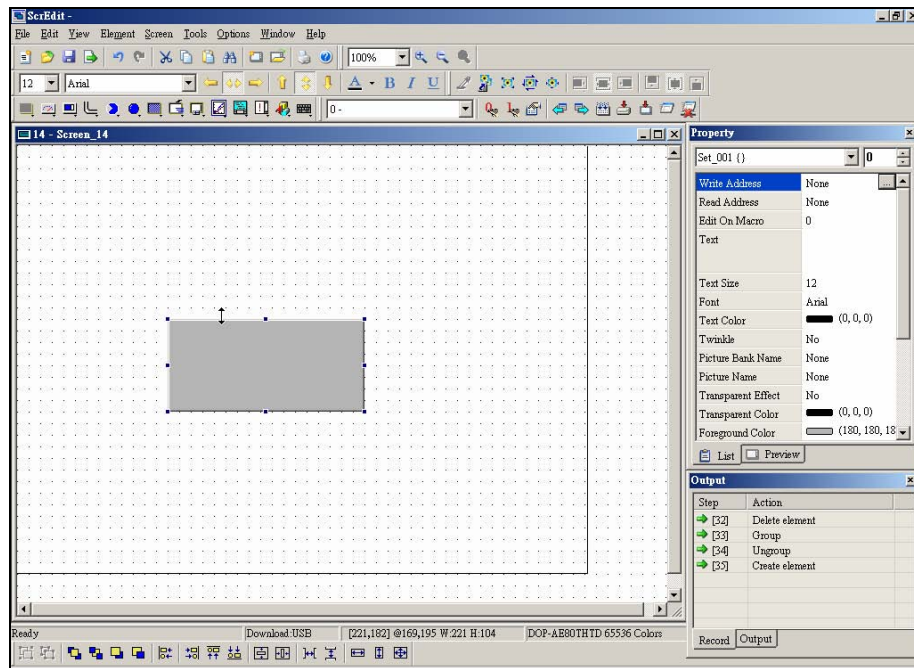 ScrEdit -
File Edit View Element Screen Tools Options Window Help
100%
12 Arial A B I U
0 -
14 - Screen_14
Property
Set_001 {} 0
Write Address None ...
Read Address None
Edit On Macro 0
Text
Text Size 12
Font Arial
Text Color (0, 0, 0)
Twinkle No
Picture Bank Name None
Picture Name None
Transparent Effect No
Transparent Color (0, 0, 0)
Foreground Color (180, 180, 18
List Preview
Output
Step Action
[32] Delete element
[33] Group
[34] Ungroup
[35] Create element
Record Output
Ready Download:USB [221,182] @169,195 W:221 H:104 DOP-AE80THTD 65536 Colors